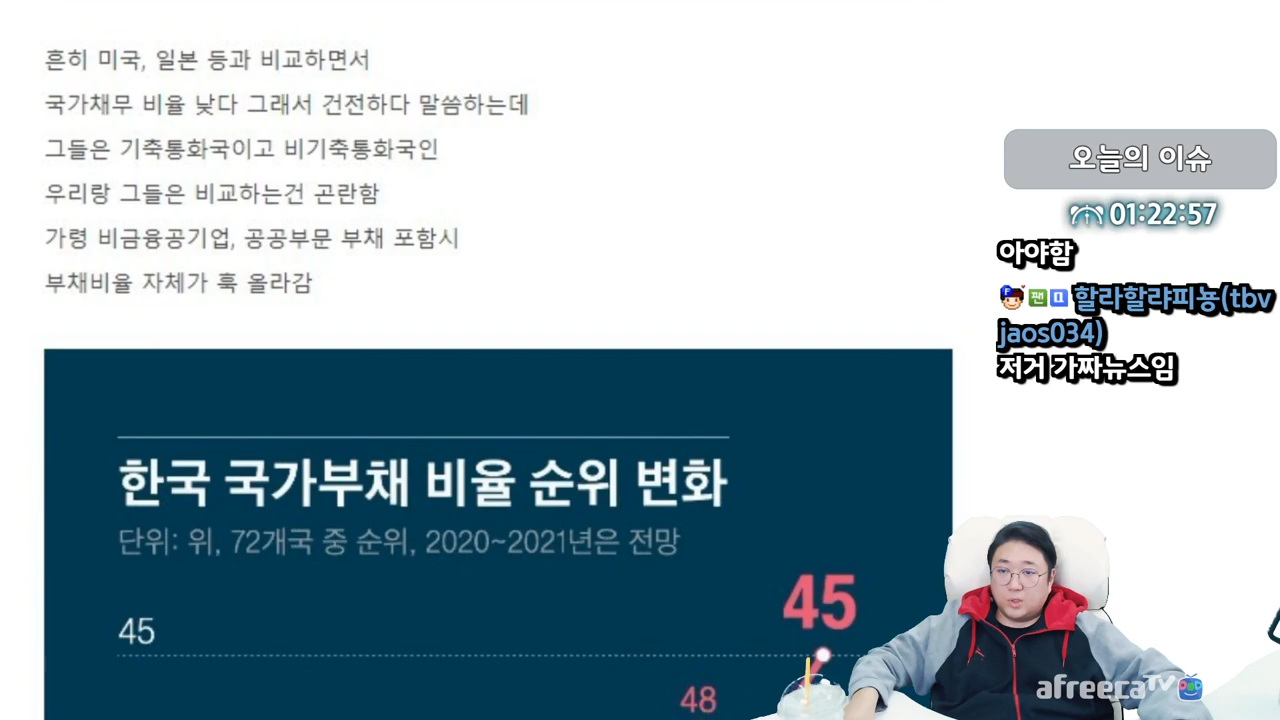 흔히 미국, 일본 등과 비교하면서
국가채무 비율 낮다 그래서 건전하다 말씀하는데
그들은 기축통화국이고 비기축통화국인
우리랑 그들은 비교하는건 곤란함
가령 비금융공기업, 공공부문 부채 포함시
부채비율 자체가 훅 올라감
한국 국가부채 비율 순위 변화
단위: 위, 72개국 중 순위, 2020~2021년은 전망
45
45
48
오늘의 이슈
01:22:57
아야함
팬 할라할랴피뇽(tbv
jaos034)
저거 가짜뉴스임
afreecaTV